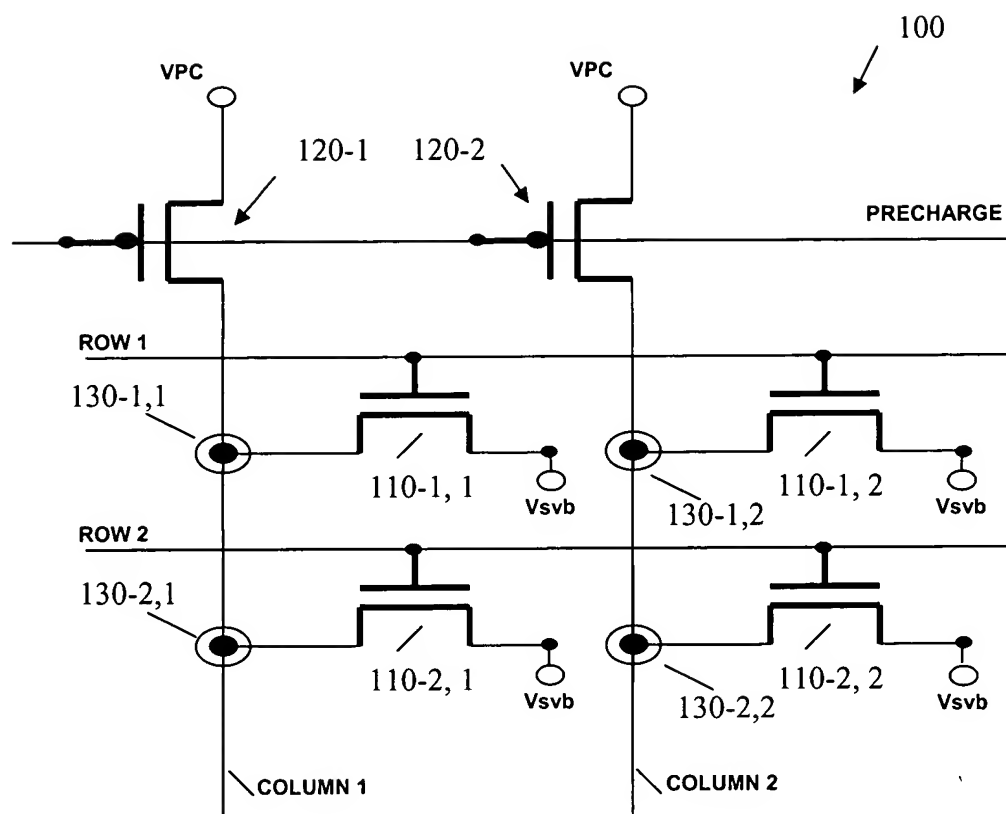 100
VPC
VPC
120-1
120-2
PRECHARGE
ROW 1
130-1,1
110-1, 1
Vsvb
130-1,2
110-1, 2
Vsvb
ROW 2
130-2,1
110-2, 1
Vsvb
130-2,2
110-2, 2
Vsvb
COLUMN 1
COLUMN 2